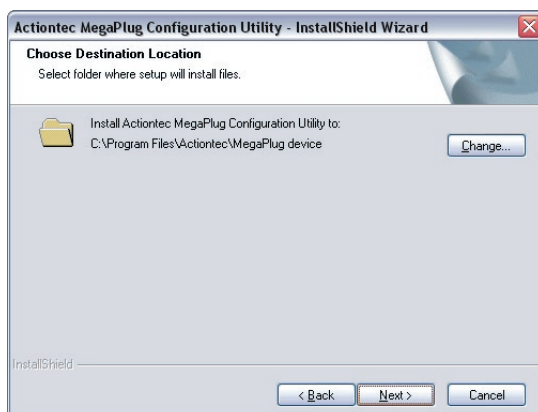 Actiontec MegaPlug Configuration Utility - InstallShield Wizard
Choose Destination Location
Select folder where setup will install files.
Install Actiontec MegaPlug Configuration Utility to:
C:\Program Files\Actiontec\MegaPlug device
Change...
InstallShield
< Back
Next >
Cancel